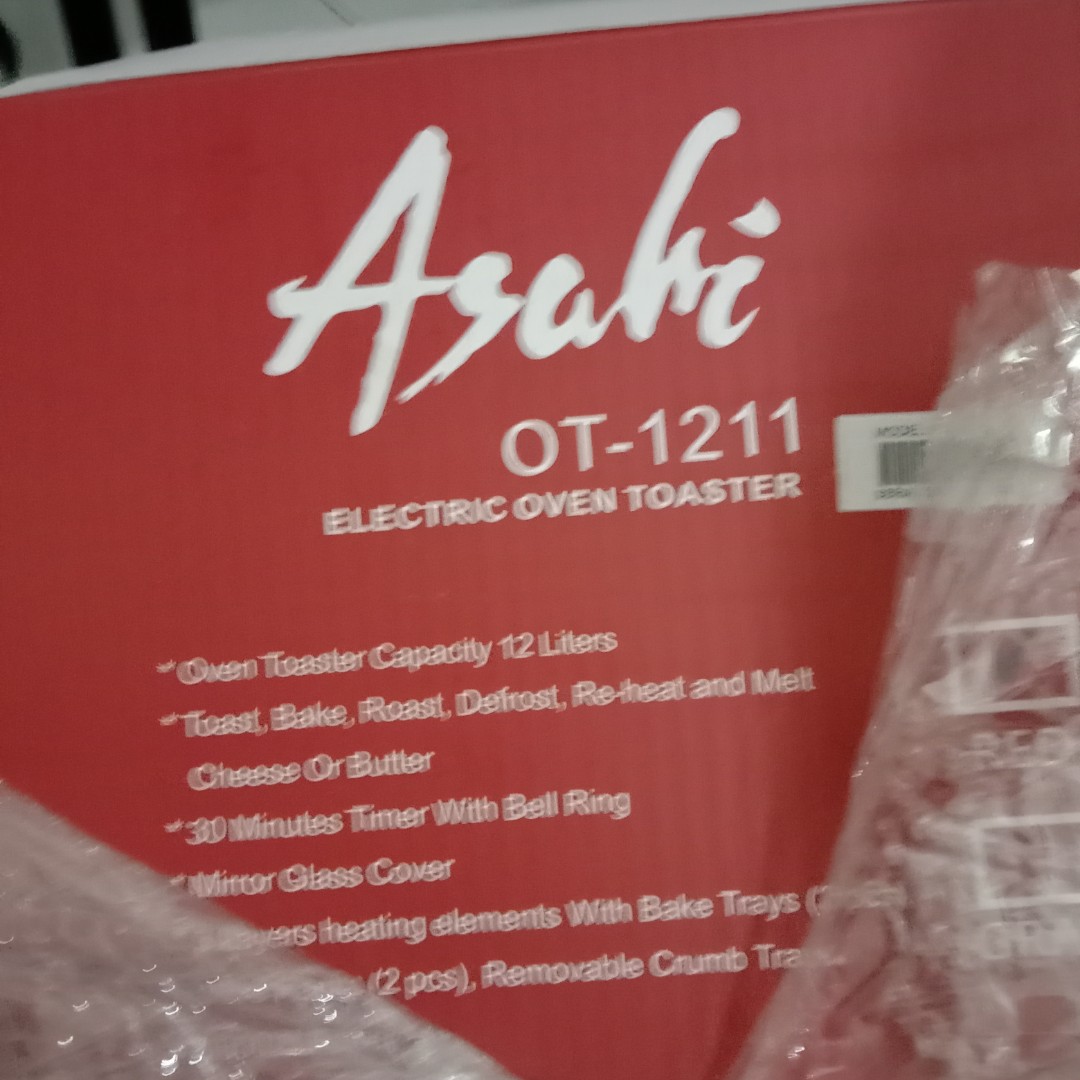 Asahi
OT-1211
ELECTRIC OVEN TOASTER
MODEL
* Oven Toaster Capacity 12 Liters
* Toast, Bake, Roast, Defrost, Re-heat and Melt
Cheese Or Butter
* 30 Minutes Timer With Bell Ring
* Mirror Glass Cover
heating elements With Bake Trays
(2 pcs), Removable Crumb